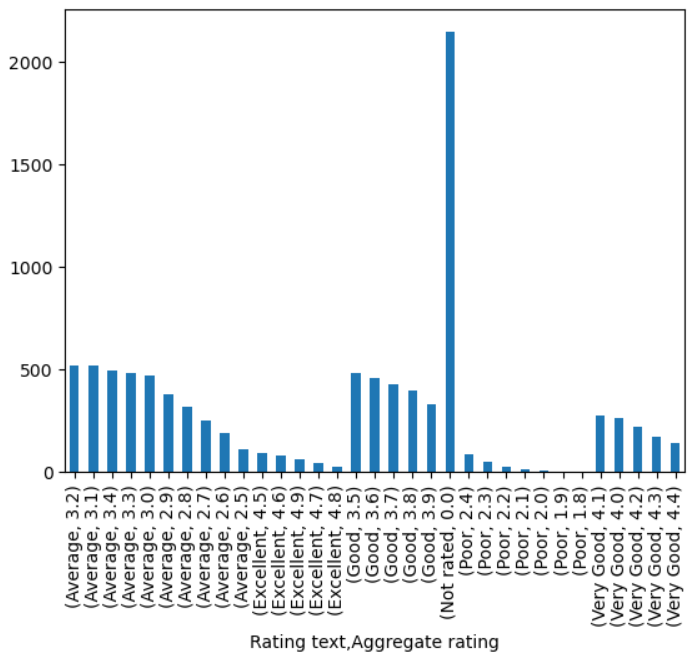 2000
1500
1000
500
0
(Average, 3.2)
(Average, 3.1)
(Average, 3.4)
(Average, 3.3)
(Average, 3.0)
(Average, 2.9)
(Average, 2.8)
(Average, 2.7)
(Average, 2.6)
(Average, 2.5)
(Excellent, 4.5)
(Excellent, 4.6)
(Excellent, 4.9)
(Excellent, 4.7)
(Excellent, 4.8)
(Good, 3.5)
(Good, 3.6)
(Good, 3.7)
(Good, 3.8)
(Good, 3.9)
(Not rated, 0.0)
(Poor, 2.4)
(Poor, 2.3)
(Poor, 2.2)
(Poor, 2.1)
(Poor, 2.0)
(Poor, 1.9)
(Poor, 1.8)
(Very Good, 4.1)
(Very Good, 4.0)
(Very Good, 4.2)
(Very Good, 4.3)
(Very Good, 4.4)
Rating text,Aggregate rating